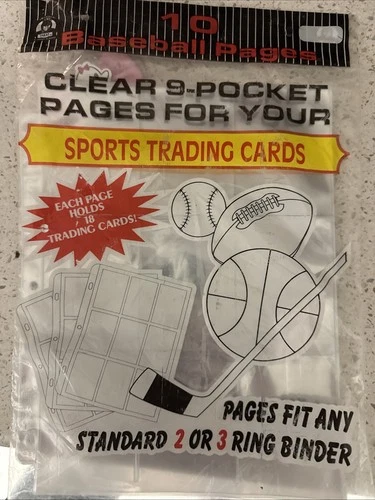 10
Baseball Pages
CLEAR 9-POCKET
PAGES FOR YOUR
SPORTS TRADING CARDS
EACH PAGE
HOLDS
18
TRADING CARDS!
PAGES FIT ANY
STANDARD 2 OR 3 RING BINDER